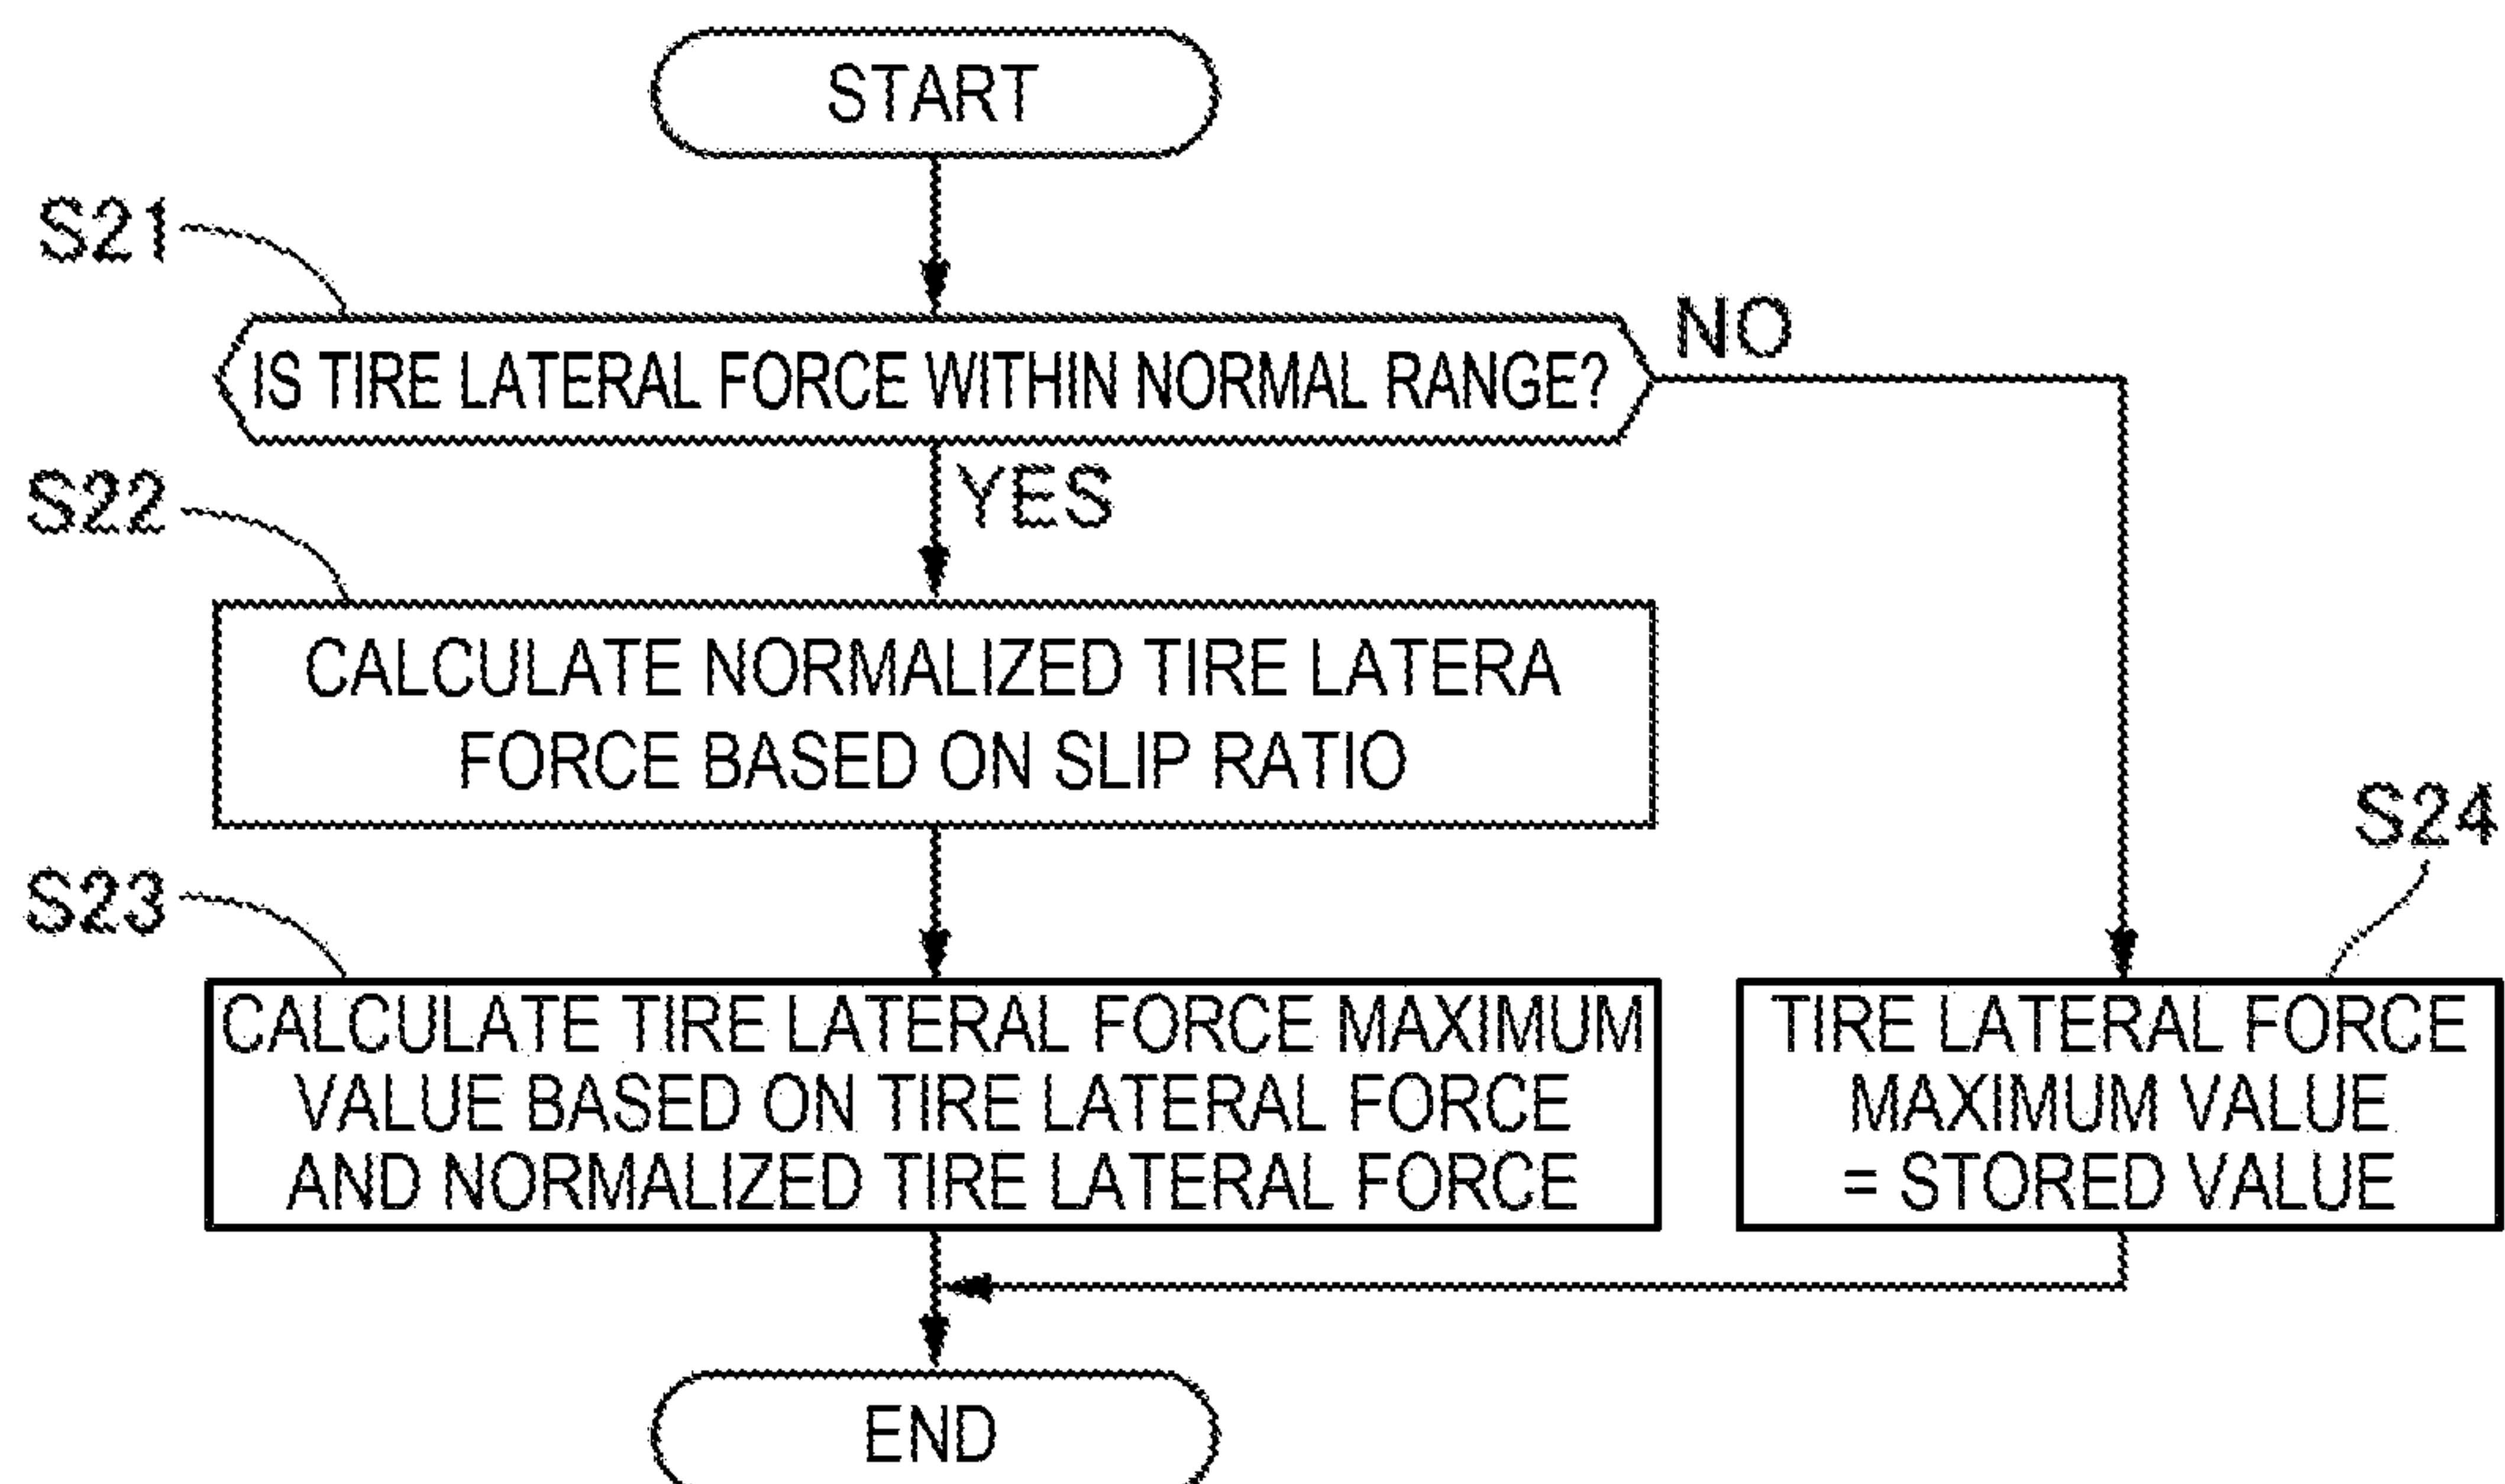 START
S21
IS TIRE LATERAL FORCE WITHIN NORMAL RANGE?
NO
YES
S22
CALCULATE NORMALIZED TIRE LATERA
FORCE BASED ON SLIP RATIO
S23
CALCULATE TIRE LATERAL FORCE MAXIMUM
VALUE BASED ON TIRE LATERAL FORCE
AND NORMALIZED TIRE LATERAL FORCE
S24
TIRE LATERAL FORCE
MAXIMUM VALUE
= STORED VALUE
END